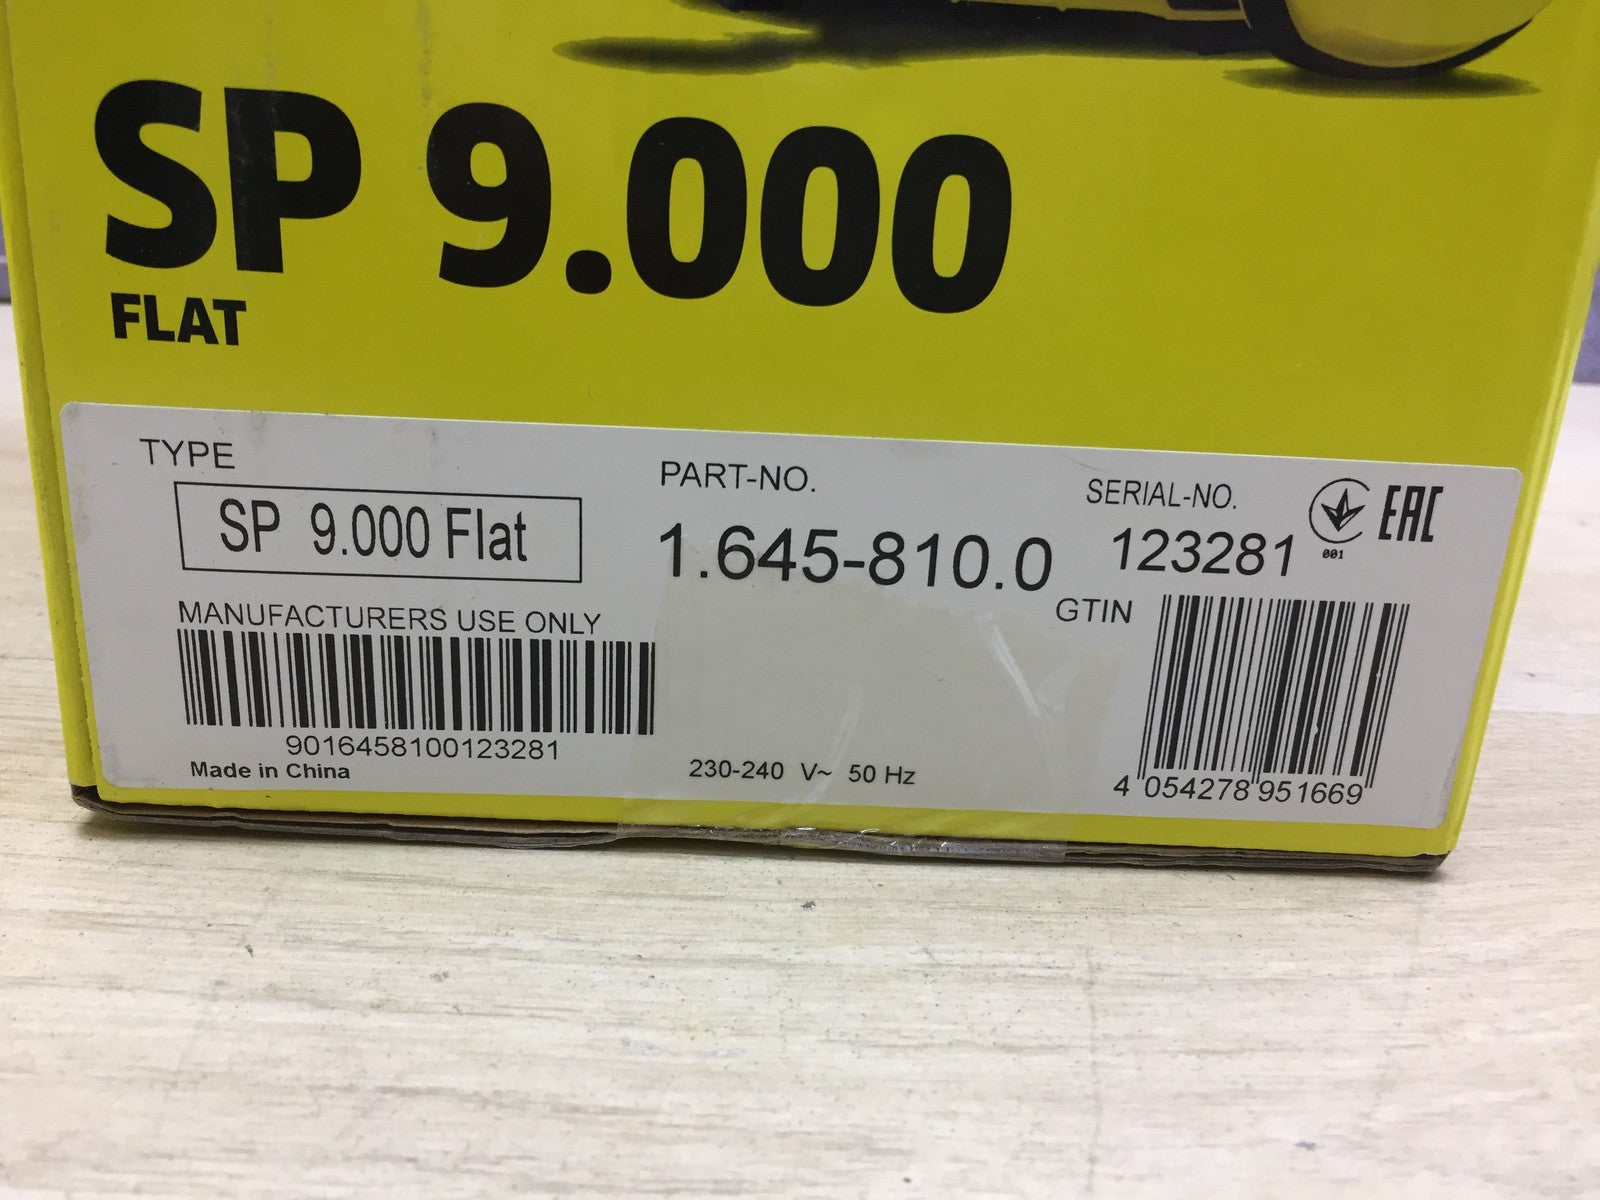 SP 9.000
FLAT
TYPE
SP 9.000 Flat
PART-NO.
1.645-810.0
SERIAL-NO.
123281
001
EAC
MANUFACTURERS USE ONLY
9016458100123281
Made in China
230-240 V~ 50 Hz
GTIN
4 054278 951669